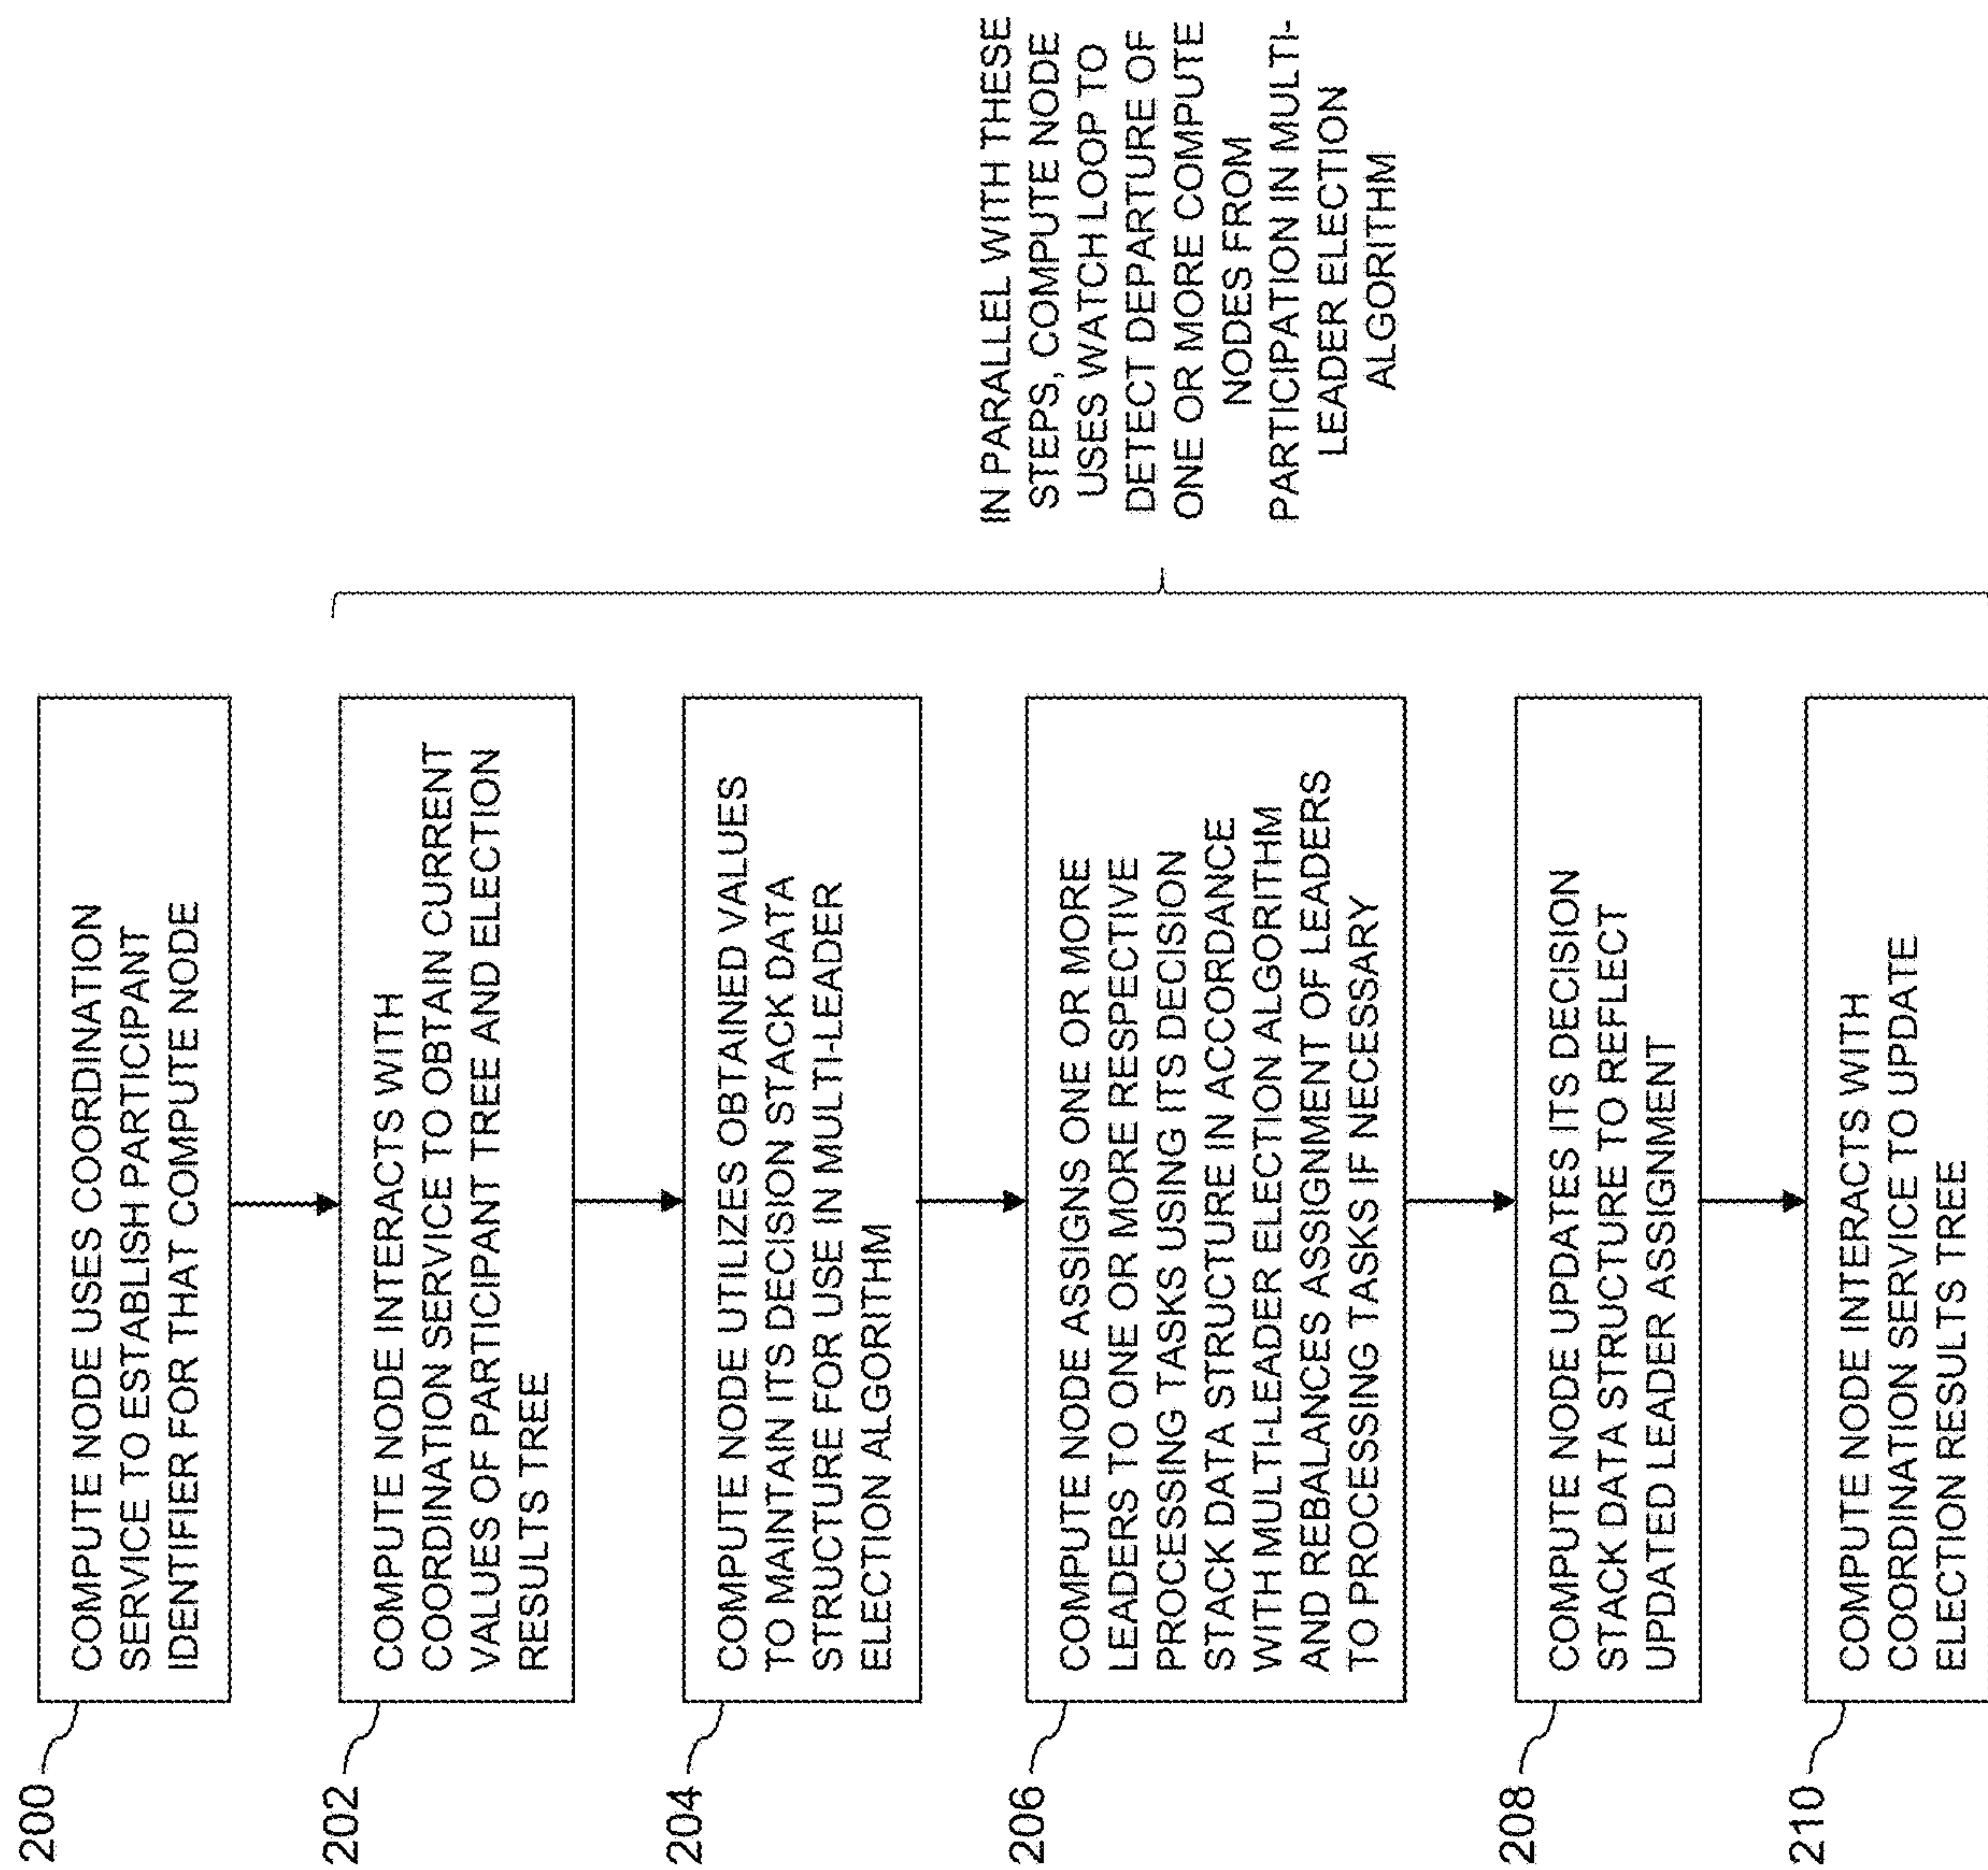 200
COMPUTE NODE USES COORDINATION
SERVICE TO ESTABLISH PARTICIPANT
IDENTIFIER FOR THAT COMPUTE NODE
202
COMPUTE NODE INTERACTS WITH
COORDINATION SERVICE TO OBTAIN CURRENT
VALUES OF PARTICIPANT TREE AND ELECTION
RESULTS TREE
204
COMPUTE NODE UTILIZES OBTAINED VALUES
TO MAINTAIN ITS DECISION STACK DATA
STRUCTURE FOR USE IN MULTI-LEADER
ELECTION ALGORITHM
206
COMPUTE NODE ASSIGNS ONE OR MORE
LEADERS TO ONE OR MORE RESPECTIVE
PROCESSING TASKS USING ITS DECISION
STACK DATA STRUCTURE IN ACCORDANCE
WITH MULTI-LEADER ELECTION ALGORITHM
AND REBALANCES ASSIGNMENT OF LEADERS
TO PROCESSING TASKS IF NECESSARY
208
COMPUTE NODE UPDATES ITS DECISION
STACK DATA STRUCTURE TO REFLECT
UPDATED LEADER ASSIGNMENT
210
COMPUTE NODE INTERACTS WITH
COORDINATION SERVICE TO UPDATE
ELECTION RESULTS TREE
IN PARALLEL WITH THESE
STEPS, COMPUTE NODE
USES WATCH LOOP TO
DETECT DEPARTURE OF
ONE OR MORE COMPUTE
NODES FROM
PARTICIPATION IN MULTI-
LEADER ELECTION
ALGORITHM